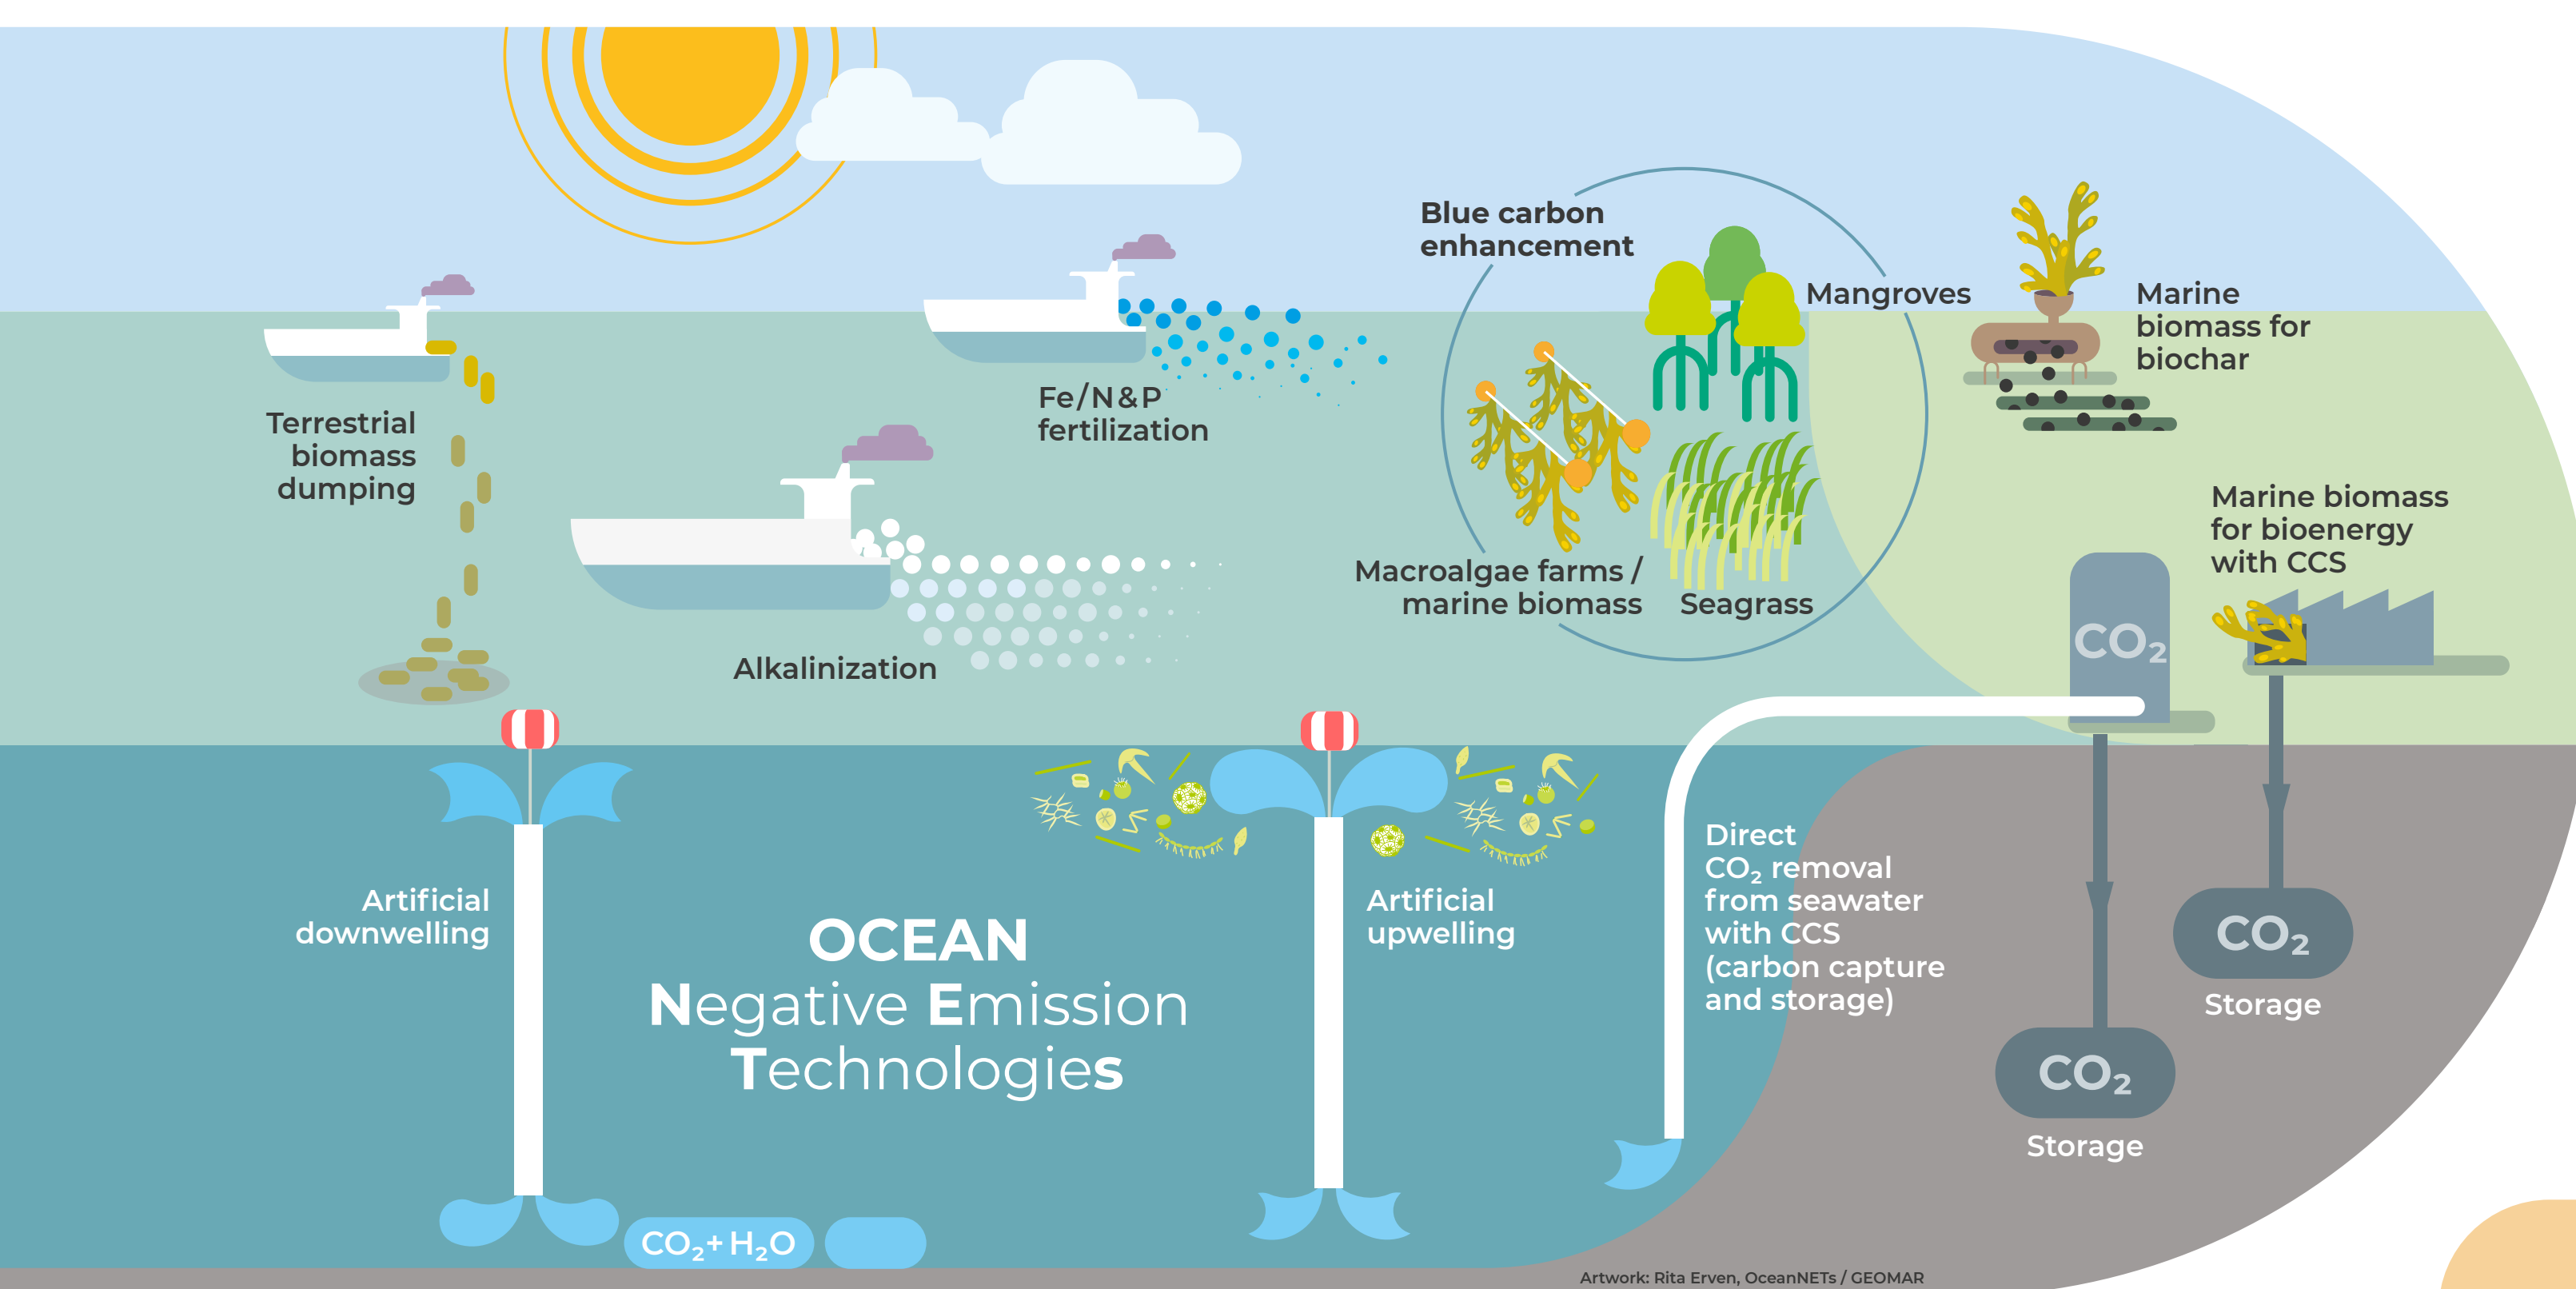 Blue carbon
enhancement
Mangroves
Marine
biomass for
biochar
Terrestrial
biomass
dumping
Fe/N&P
fertilization
Marine biomass
for bioenergy
with CCS
Macroalgae farms /
marine biomass
Seagrass
Alkalinization
CO₂
Direct
CO₂ removal
from seawater
with CCS
(carbon capture
and storage)
Artificial
downwelling
OCEAN
Negative Emission
Technologies
Artificial
upwelling
CO₂
Storage
CO₂
Storage
CO₂+H₂O
Artwork: Rita Erven, OceanNETs / GEOMAR